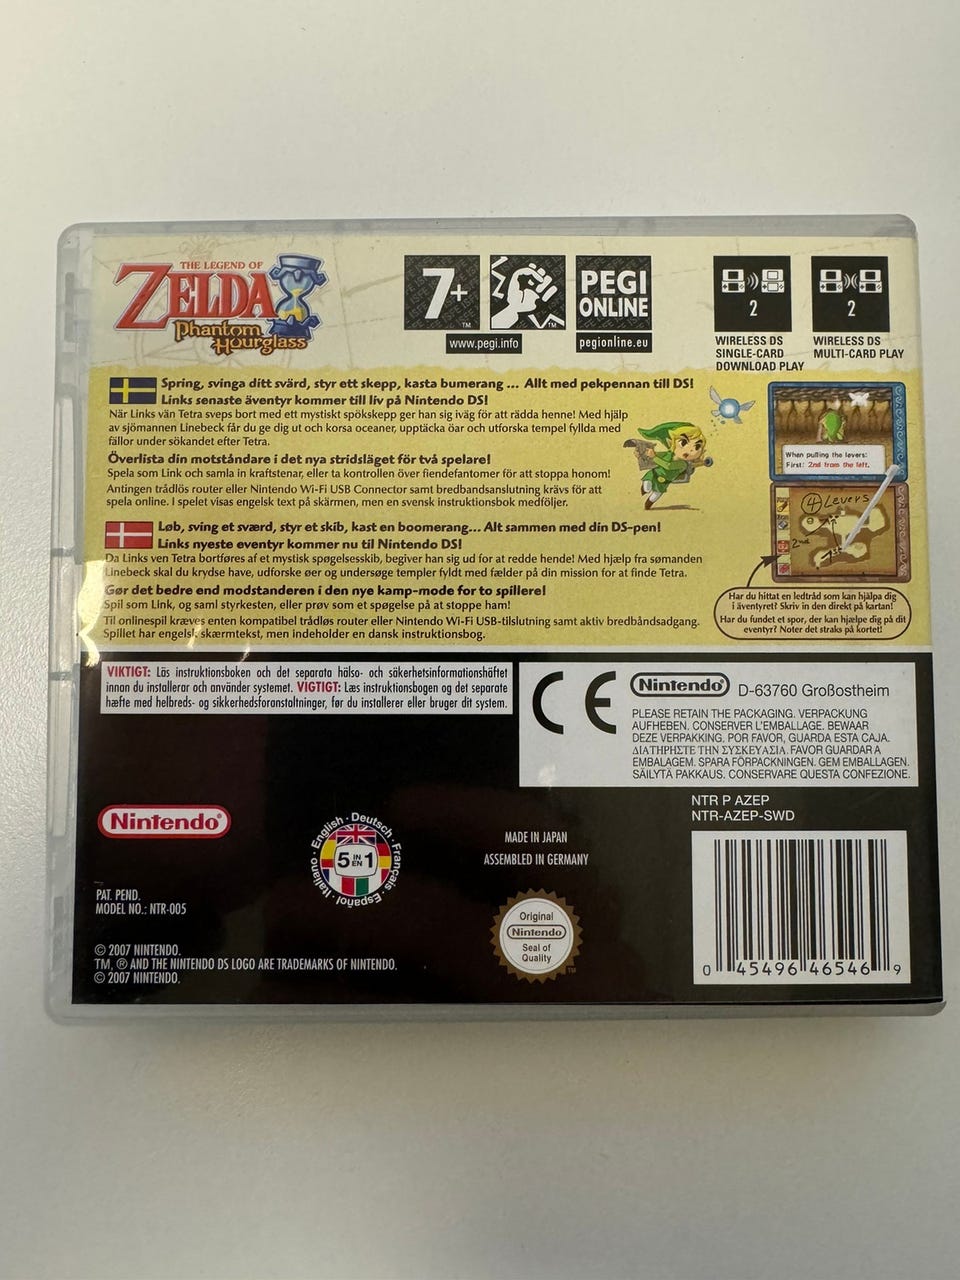 THE LEGEND OF
ZELDA
Phantom
Hourglass
7+
TM
www.pegi.info
TM
PEGI
ONLINE
pegionline.eu
2
WIRELESS DS
SINGLE-CARD
DOWNLOAD PLAY
2
WIRELESS DS
MULTI-CARD PLAY
Spring, svinga ditt svärd, styr ett skepp, kasta bumerang ... Allt med pekpennan till DS!
Links senaste äventyr kommer till liv på Nintendo DS!
När Links vän Tetra sveps bort med ett mystiskt spökskepp ger han sig iväg för att rädda henne! Med hjälp
av sjömannen Linebeck får du ge dig ut och korsa oceaner, upptäcka öar och utforska tempel fyllda med
fällor under sökandet efter Tetra.
Överlista din motståndare i det nya stridsläget för två spelare!
Spela som Link och samla in kraftstenar, eller ta kontrollen över fiendefantomer för att stoppa honom!
Antingen trådlös router eller Nintendo Wi-Fi USB Connector samt bredbandsanslutning krävs för att
spela online. I spelet visas engelsk text på skärmen, men en svensk instruktionsbok medföljer.
Løb, sving et sværd, styr et skib, kast en boomerang... Alt sammen med din DS-pen!
Links nyeste eventyr kommer nu til Nintendo DS!
Da Links ven Tetra bortføres af et mystisk spøgelsesskib, begiver han sig ud for at redde hende! Med hjælp fra sømanden
Linebeck skal du krydse have, udforske øer og undersøge templer fyldt med fælder på din mission for at finde Tetra.
Gør det bedre end modstanderen i den nye kamp-mode for to spillere!
Spil som Link, og saml styrkesten, eller prøv som et spøgelse på at stoppe ham!
Til onlinespil kræves enten kompatibel trådløs router eller Nintendo Wi-Fi USB-tilslutning samt aktiv bredbåndsadgang.
Spillet har engelsk skærmtekst, men indeholder en dansk instruktionsbog.
When pulling the levers:
First: 2nd from the left.
4 Levers
2nd
1st
Har du hittat en ledtråd som kan hjälpa dig
i äventyret? Skriv in den direkt på kartan!
Har du fundet et spor, der kan hjælpe dig på dit
eventyr? Noter det straks på kortet!
VIKTIGT: Läs instruktionsboken och det separata hälso- och säkerhetsinformationshäftet
innan du installerar och använder systemet. VIGTIGT: Læs instruktionsbogen og det separate
hæfte med helbreds- og sikkerhedsforanstaltninger, før du installerer eller bruger dit system.
CE
Nintendo® D-63760 Großostheim
PLEASE RETAIN THE PACKAGING. VERPACKUNG
AUFHEBEN. CONSERVER L'EMBALLAGE. BEWAAR
DEZE VERPAKKING. POR FAVOR, GUARDA ESTA CAJA.
ΔΙΑΤΗΡΗΣΤΕ ΤΗΝ ΣΥΣΚΕΥΑΣΙΑ. FAVOR GUARDAR A
EMBALAGEM. SPARA FÖRPACKNINGEN. GEM EMBALLAGEN.
SÄILYTÄ PAKKAUS. CONSERVARE QUESTA CONFEZIONE.
NTR P AZEP
NTR-AZEP-SWD
Nintendo®
English · Deutsch · Français · Español · Italiano ·
5 IN EN 1
MADE IN JAPAN
ASSEMBLED IN GERMANY
PAT. PEND.
MODEL NO.: NTR-005
Original
Nintendo
Seal of
Quality
TM
© 2007 NINTENDO.
TM, ® AND THE NINTENDO DS LOGO ARE TRADEMARKS OF NINTENDO.
© 2007 NINTENDO.
0 45496 46546 9